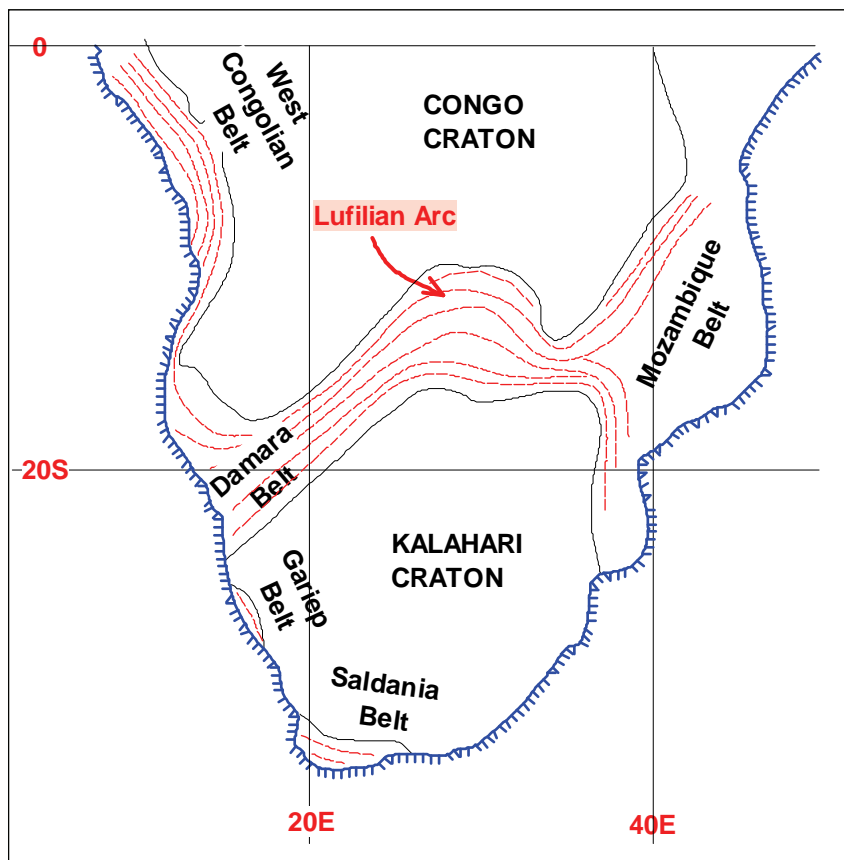 0
West
Congolian
Belt
CONGO
CRATON
Lufilian Arc
Mozambique
Belt
Damara
Belt
20S
KALAHARI
CRATON
Gariep
Belt
Saldania
Belt
20E
40E